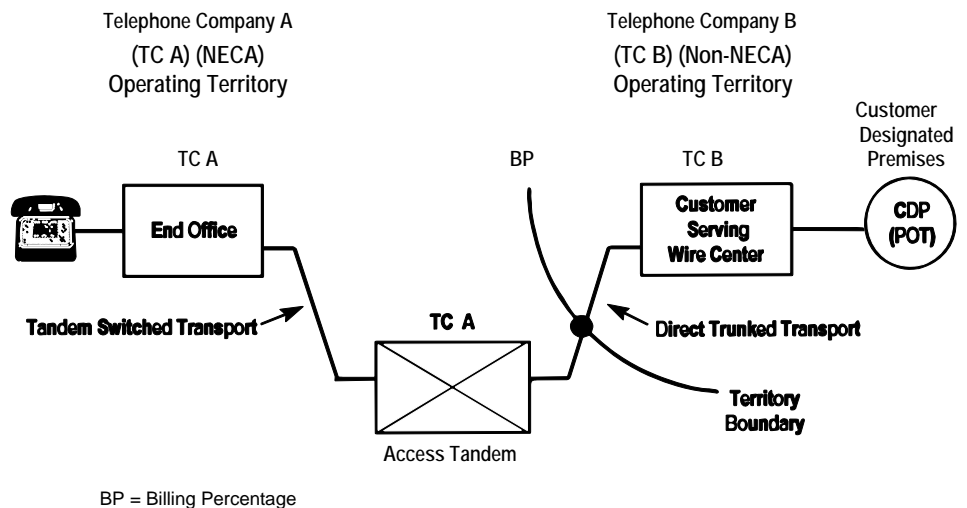 Telephone Company A
(TC A) (NECA)
Operating Territory
Telephone Company B
(TC B) (Non-NECA)
Operating Territory
Customer
Designated
Premises
TC A
BP
TC B
End Office
Customer
Serving
Wire Center
CDP
(POT)
Tandem Switched Transport
TC A
Direct Trunked Transport
Territory
Boundary
Access Tandem
BP = Billing Percentage